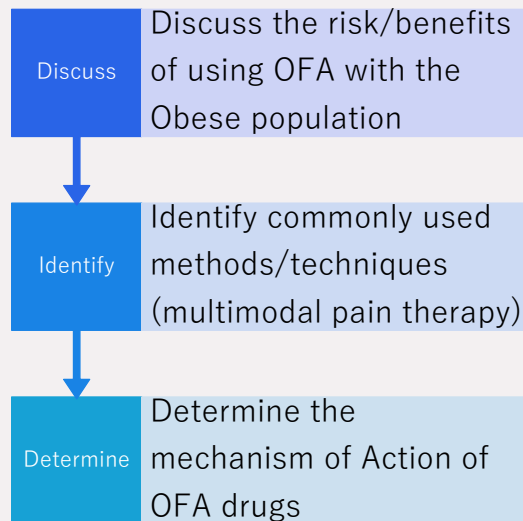 Discuss
Discuss the risk/benefits
of using OFA with the
Obese population
Identify
Identify commonly used
methods/techniques
(multimodal pain therapy)
Determine
Determine the
mechanism of Action of
OFA drugs